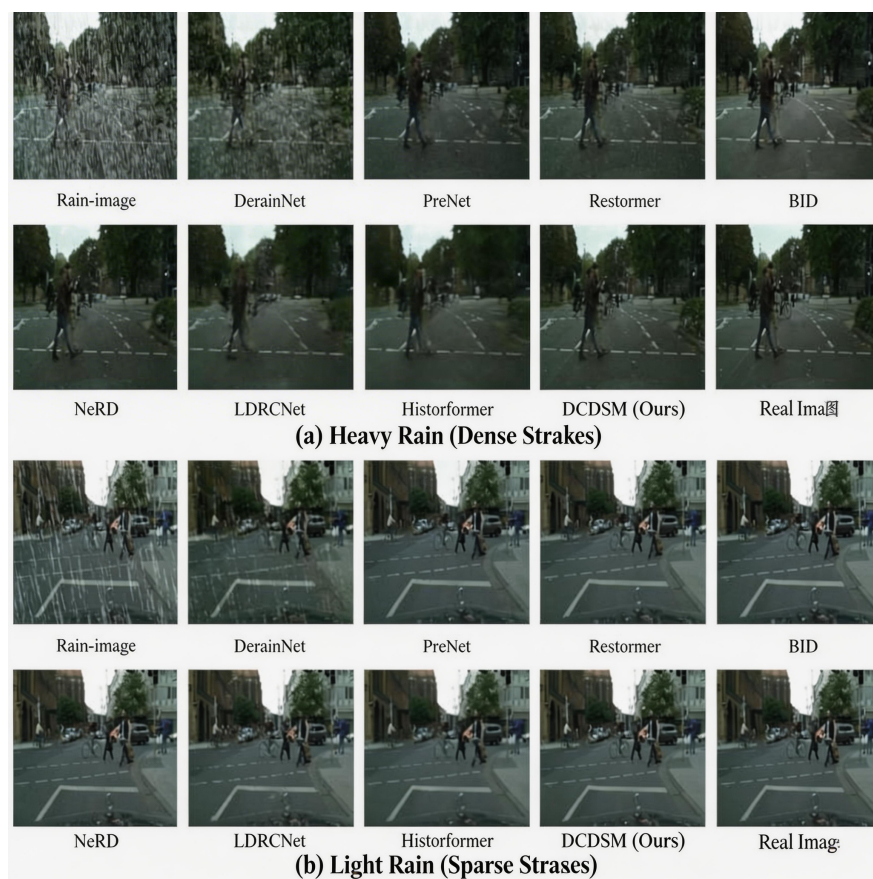 Rain-image DerainNet PreNet Restormer BID
NeRD LDRCNet Historformer DCDSM (Ours) Real Ima图
(a) Heavy Rain (Dense Strakes)
Rain-image DerainNet PreNet Restormer BID
NeRD LDRCNet Historformer DCDSM (Ours) Real Imag
(b) Light Rain (Sparse Strases)